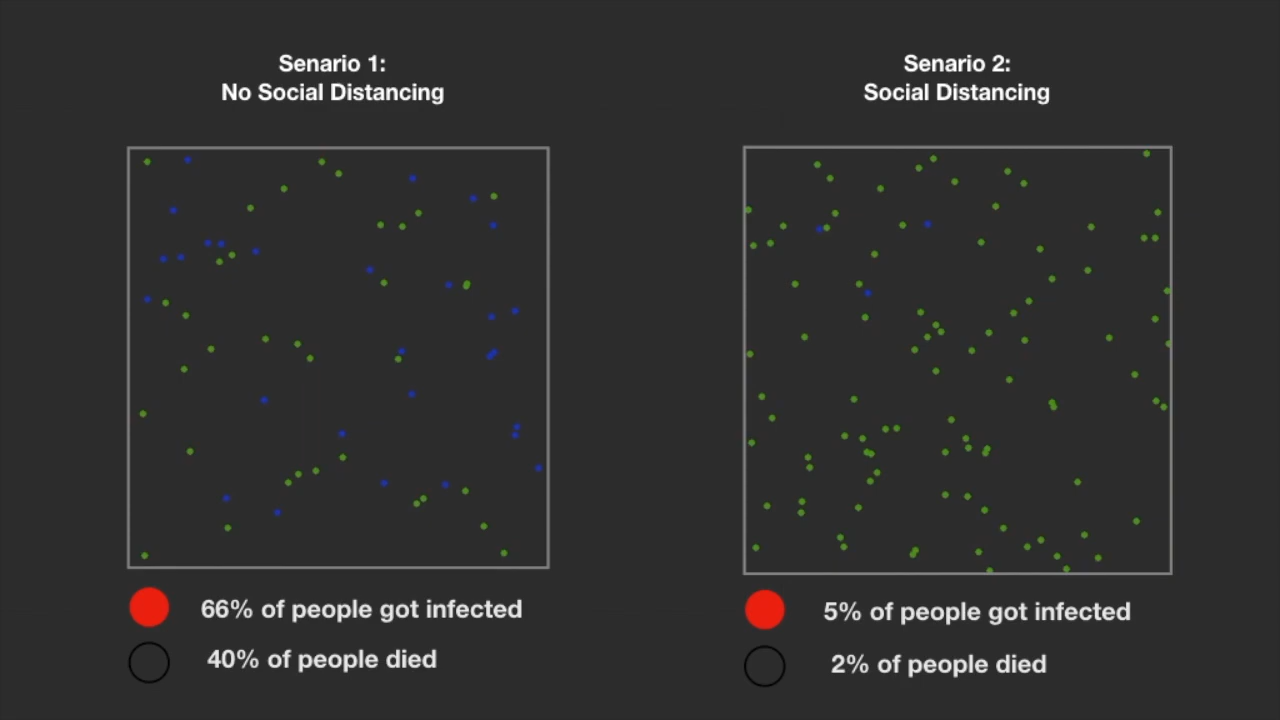 Senario 1:
No Social Distancing
Senario 2:
Social Distancing
66% of people got infected
40% of people died
5% of people got infected
2% of people died